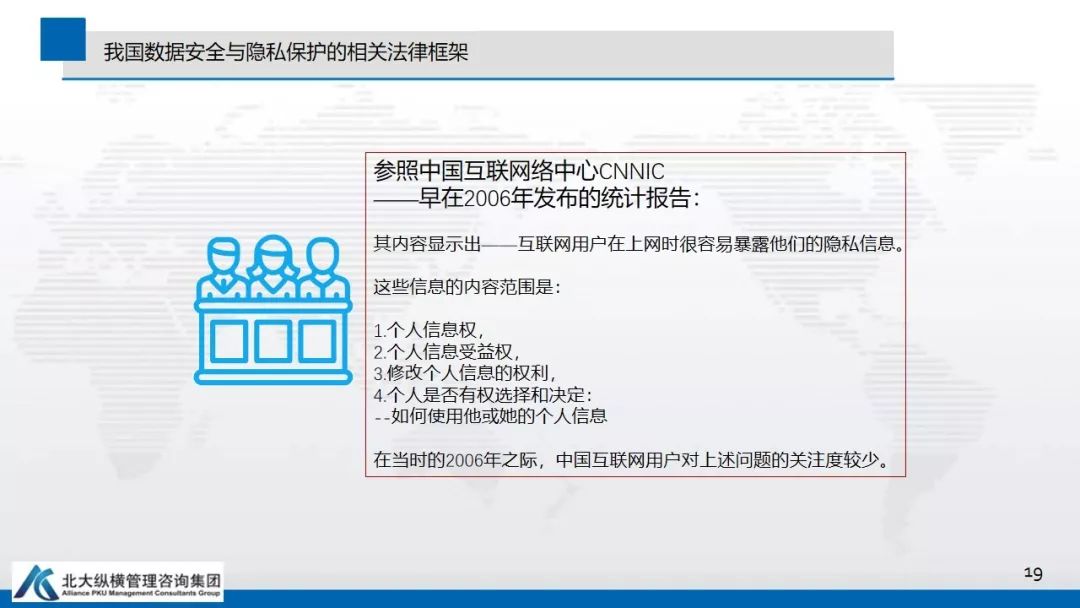 我国数据安全与隐私保护的相关法律框架
参照中国互联网络中心CNNIC
——早在2006年发布的统计报告：
其内容显示出——互联网用户在上网时很容易暴露他们的隐私信息。
这些信息的内容范围是：
1.个人信息权，
2.个人信息受益权，
3.修改个人信息的权利，
4.个人是否有权选择和决定：
--如何使用他或她的个人信息
在当时的2006年之际，中国互联网用户对上述问题的关注度较少。
北大纵横管理咨询集团
Alliance PKU Management Consultants Group
19